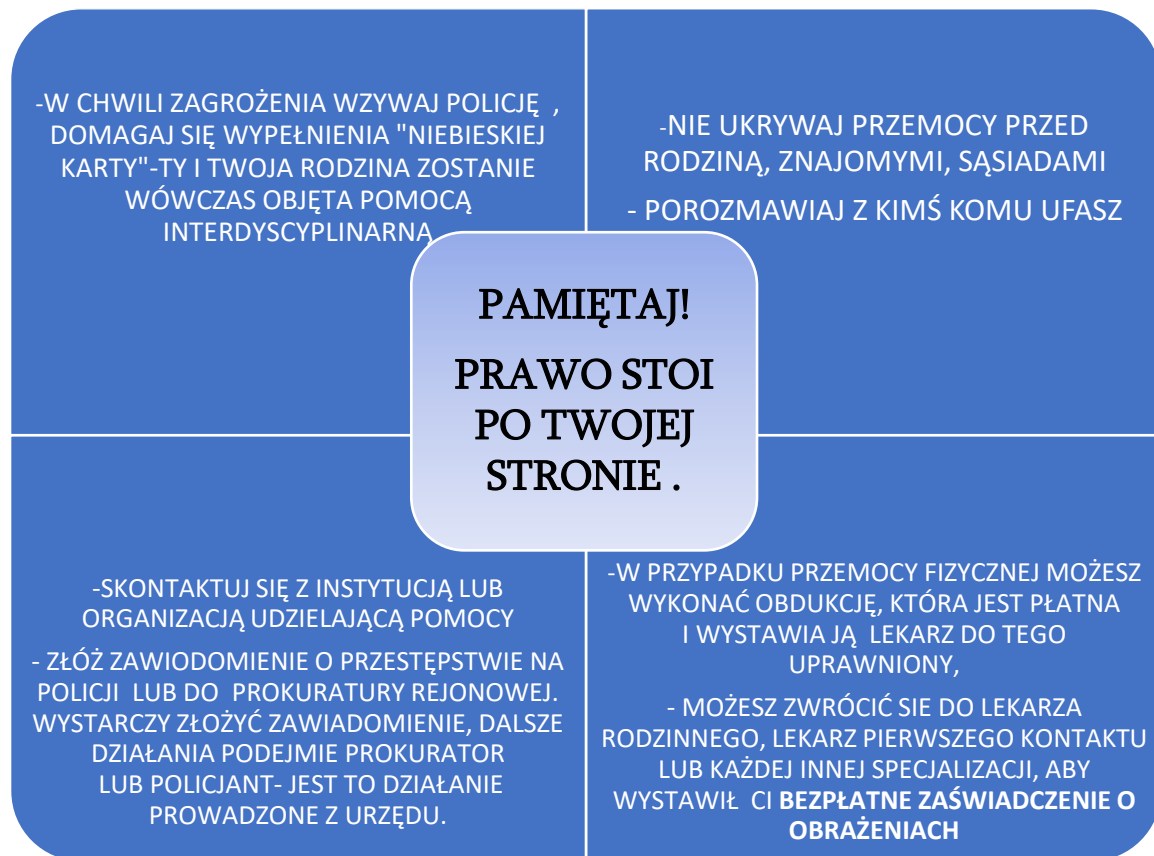 -W CHWILI ZAGROŻENIA WZYWAJ POLICJĘ ,
DOMAGAJ SIĘ WYPEŁNIENIA "NIEBIESKIEJ
KARTY"-TY I TWOJA RODZINA ZOSTANIE
WÓWCZAS OBJĘTA POMOCĄ
INTERDYSCYPLINARNĄ
-NIE UKRYWAJ PRZEMOCY PRZED
RODZINĄ, ZNAJOMYMI, SĄSIADAMI
- POROZMAWIAJ Z KIMŚ KOMU UFASZ
PAMIĘTAJ!
PRAWO STOI
PO TWOJEJ
STRONIE .
-SKONTAKTUJ SIĘ Z INSTYTUCJĄ LUB
ORGANIZACJĄ UDZIELAJĄCĄ POMOCY
- ZŁÓŻ ZAWIODOMIENIE O PRZESTĘPSTWIE NA
POLICJI LUB DO PROKURATURY REJONOWEJ.
WYSTARCZY ZŁOŻYĆ ZAWIADOMIENIE, DALSZE
DZIAŁANIA PODEJMIE PROKURATOR
LUB POLICJANT- JEST TO DZIAŁANIE
PROWADZONE Z URZĘDU.
-W PRZYPADKU PRZEMOCY FIZYCZNEJ MOŻESZ
WYKONAĆ OBDUKCJĘ, KTÓRA JEST PŁATNA
I WYSTAWIA JĄ LEKARZ DO TEGO
UPRAWNIONY,
- MOŻESZ ZWRÓCIĆ SIE DO LEKARZA
RODZINNEGO, LEKARZ PIERWSZEGO KONTAKTU
LUB KAŻDEJ INNEJ SPECJALIZACJI, ABY
WYSTAWIŁ CI BEZPŁATNE ZAŚWIADCZENIE O
OBRAŻENIACH